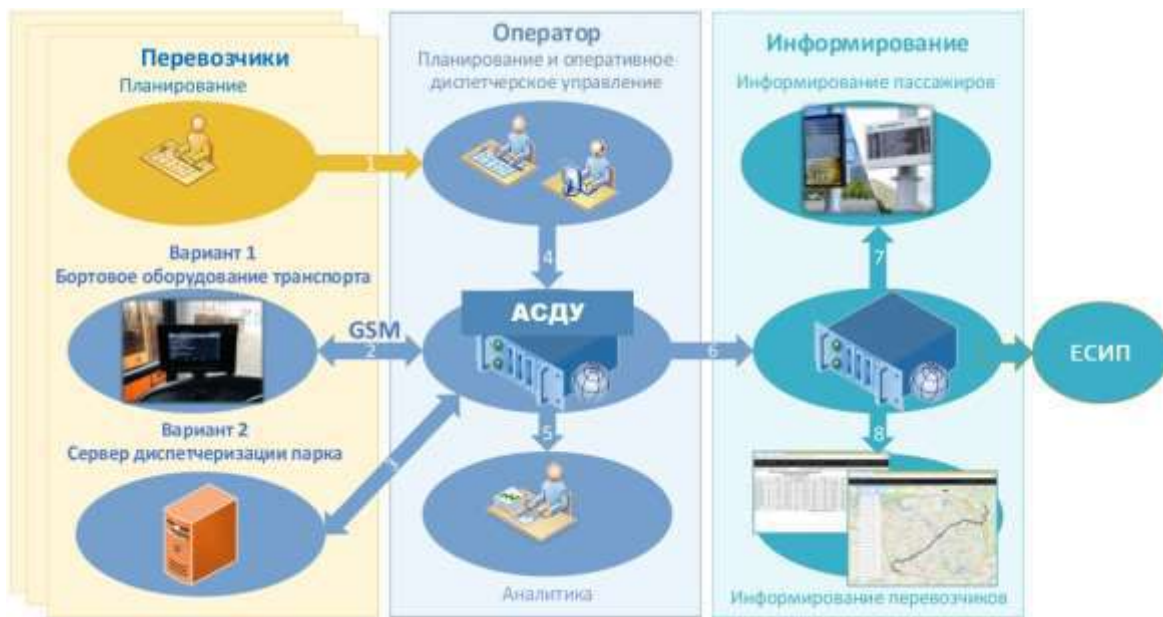 Перевозчики
Планирование
1
Вариант 1
Бортовое оборудование транспорта
GSM
2
Вариант 2
Сервер диспетчеризации парка
3
Оператор
Планирование и оперативное
диспетчерское управление
4
АСДУ
5
Аналитика
6
Информирование
Информирование пассажиров
7
8
Информирование перевозчиков
ЕСИП